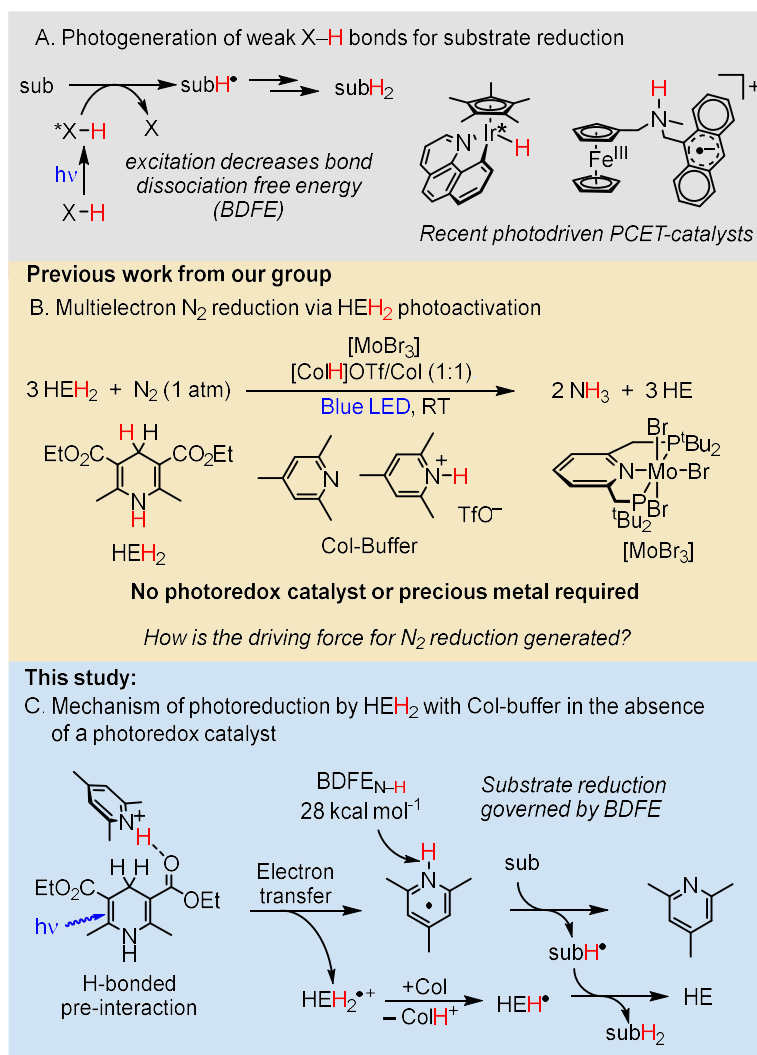 A. Photogeneration of weak X–H bonds for substrate reduction
sub
subH•
subH2
*X–H
X
hν
X–H
excitation decreases bond
dissociation free energy
(BDFE)
N
Ir*
H
H
N
FeIII
+
Recent photodriven PCET-catalysts
Previous work from our group
B. Multielectron N2 reduction via HEH2 photoactivation
3 HEH2 + N2 (1 atm)
[MoBr3]
[ColH]OTf/Col (1:1)
Blue LED, RT
2 NH3 + 3 HE
H H
EtO2C
CO2Et
N
H
HEH2
N
+
N–H
TfO–
Col-Buffer
Br
PtBu2
N–Mo–Br
P Br
tBu2
[MoBr3]
No photoredox catalyst or precious metal required
How is the driving force for N2 reduction generated?
This study:
C. Mechanism of photoreduction by HEH2 with Col-buffer in the absence
of a photoredox catalyst
N+
H
H H
O
EtO2C
OEt
hν
N
H
H-bonded
pre-interaction
Electron
transfer
BDFEN–H
28 kcal mol-1
H
N
•
Substrate reduction
governed by BDFE
sub
subH•
N
HEH2•+
+Col
– ColH+
HEH•
HE
subH2